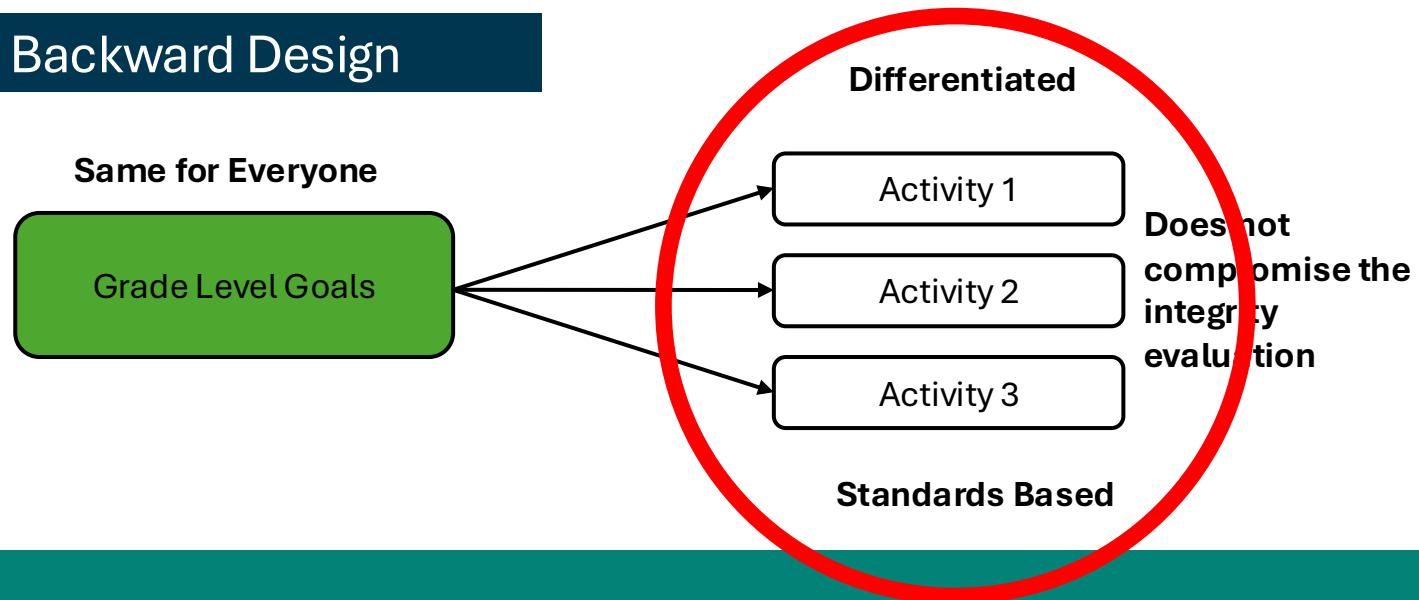 Backward Design
Same for Everyone
Grade Level Goals
Differentiated
Activity 1
Activity 2
Activity 3
Does not
compromise the
integrity
evaluation
Standards Based